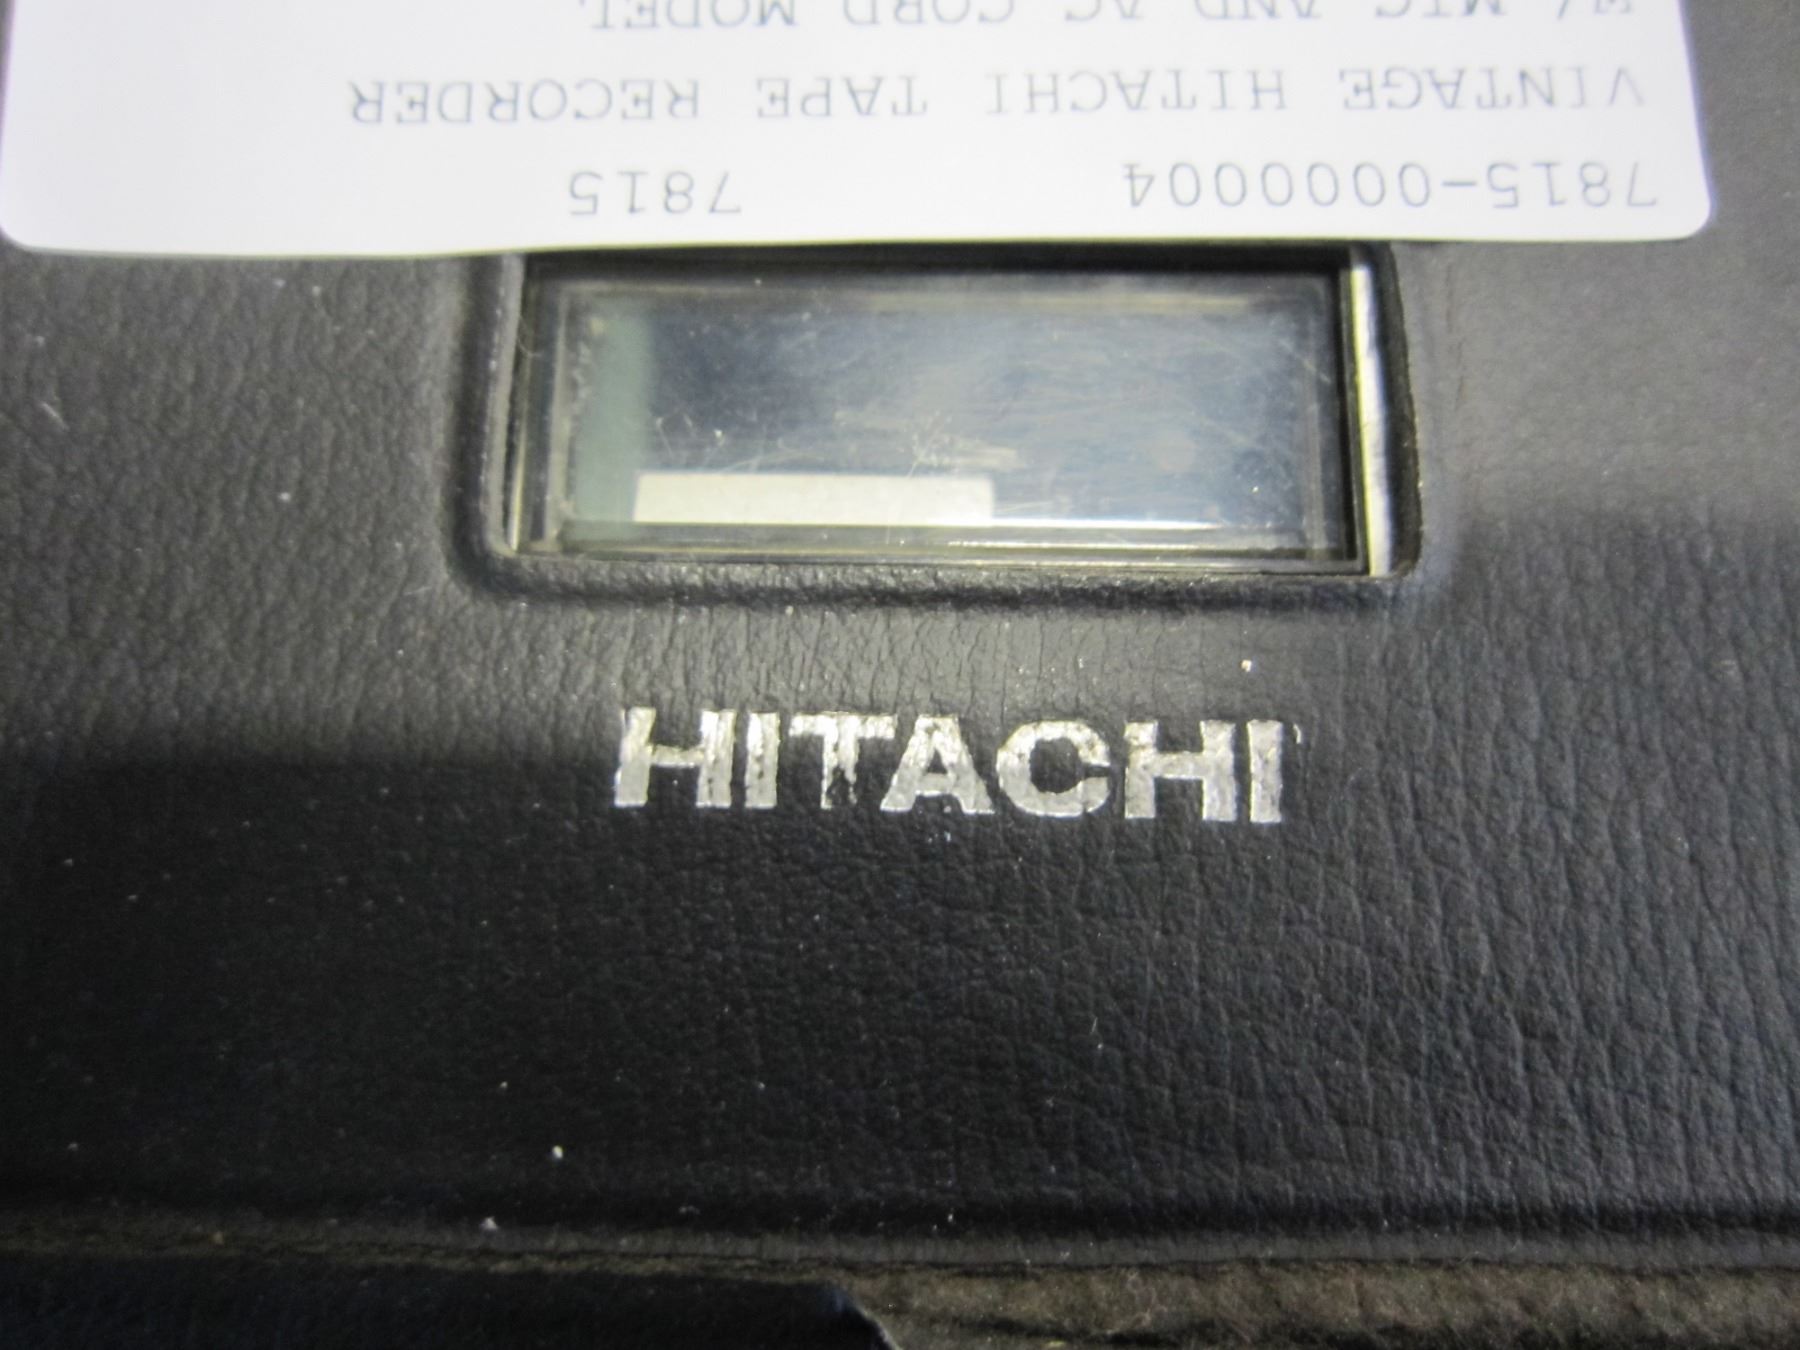 7815-0000004 7815
VINTAGE HITACHI TAPE RECORDER
W/ MIC AND AC CORD MODEL
HITACHI